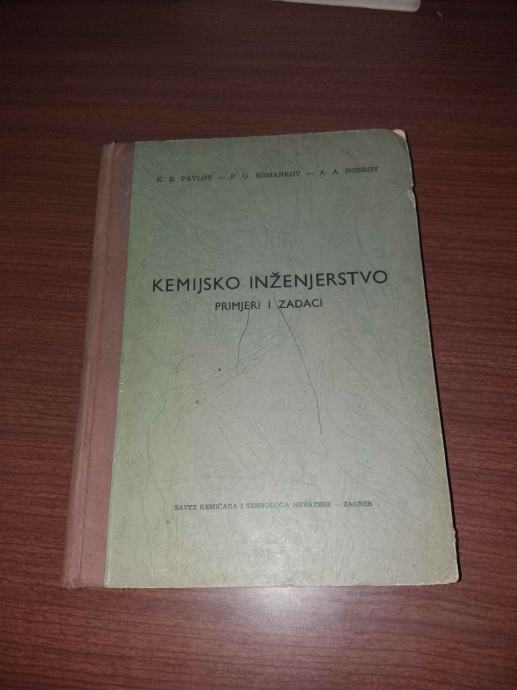 K. K. PAVLOV — P. G. ROMANKOV — A. A. NOSKOV
KEMIJSKO INŽENJERSTVO
PRIMJERI I ZADACI
SAVEZ KEMIČARA I TEHNOLOGA HRVATSKE — ZAGREB